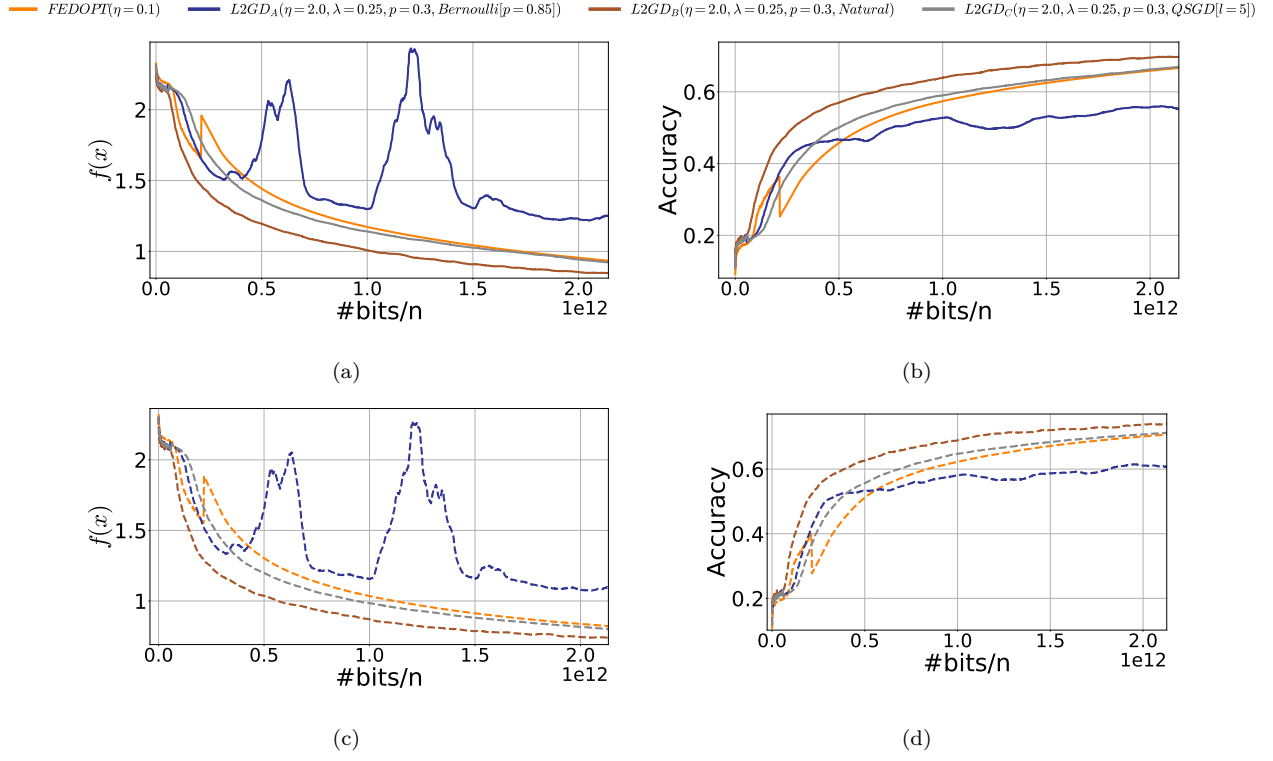 FEDOPT(η=0.1) L2GD_A(η=2.0, λ=0.25, p=0.3, Bernoulli[p=0.85]) L2GD_B(η=2.0, λ=0.25, p=0.3, Natural) L2GD_C(η=2.0, λ=0.25, p=0.3, QSGD[l=5])
f(x)
2
1.5
1
0.0 0.5 1.0 1.5 2.0
#bits/n 1e12
(a)
Accuracy
0.6
0.4
0.2
0.0 0.5 1.0 1.5 2.0
#bits/n 1e12
(b)
f(x)
2
1.5
1
0.0 0.5 1.0 1.5 2.0
#bits/n 1e12
(c)
Accuracy
0.6
0.4
0.2
0.0 0.5 1.0 1.5 2.0
#bits/n 1e12
(d)